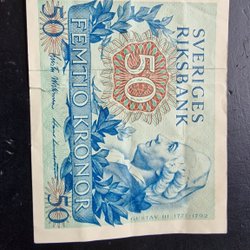 SVERIGES
RIKSBANK
50
50
FEMTIO KRONOR
50
GUSTAV III 1771-1792